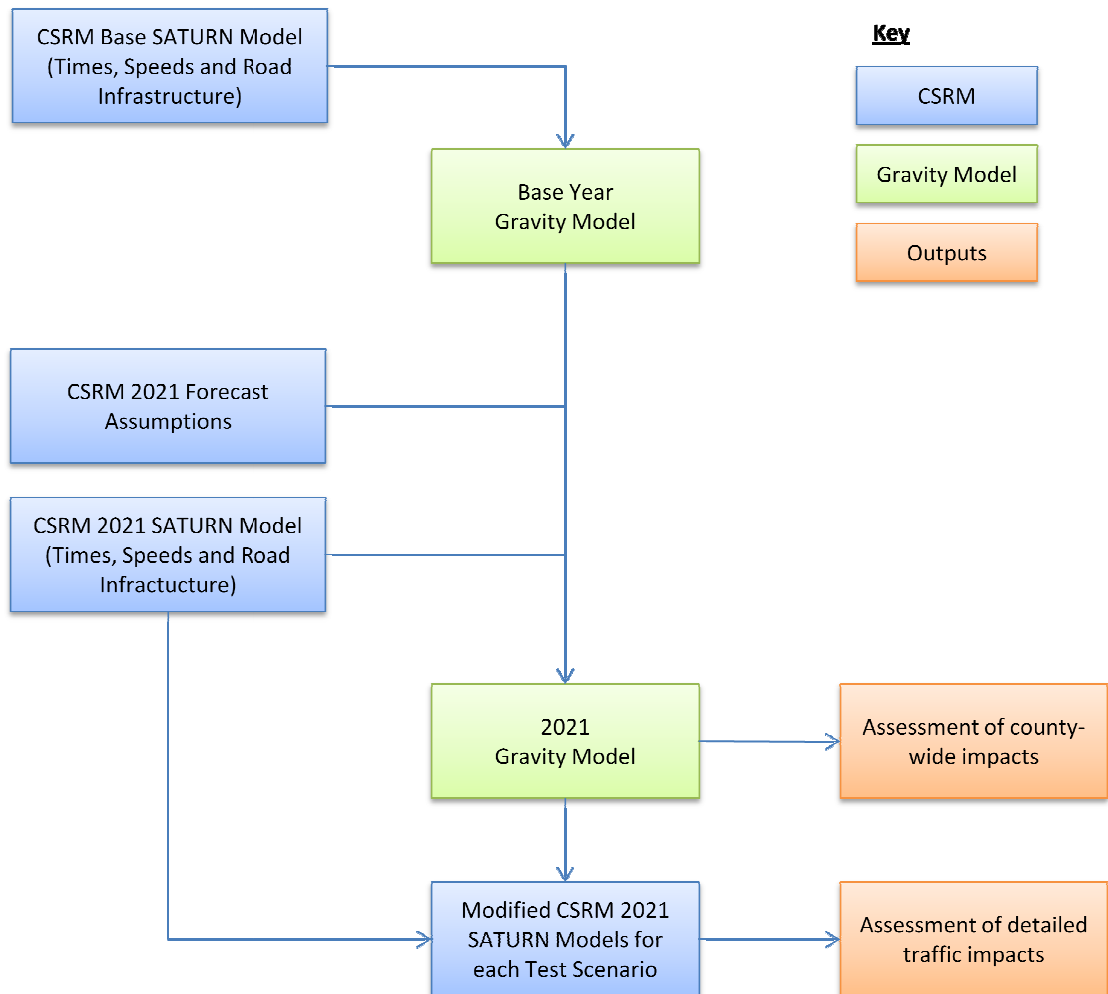 CSRM Base SATURN Model
(Times, Speeds and Road
Infrastructure)
Key
CSRM
Gravity Model
Outputs
Base Year
Gravity Model
CSRM 2021 Forecast
Assumptions
CSRM 2021 SATURN Model
(Times, Speeds and Road
Infractucture)
2021
Gravity Model
Assessment of county-
wide impacts
Modified CSRM 2021
SATURN Models for
each Test Scenario
Assessment of detailed
traffic impacts